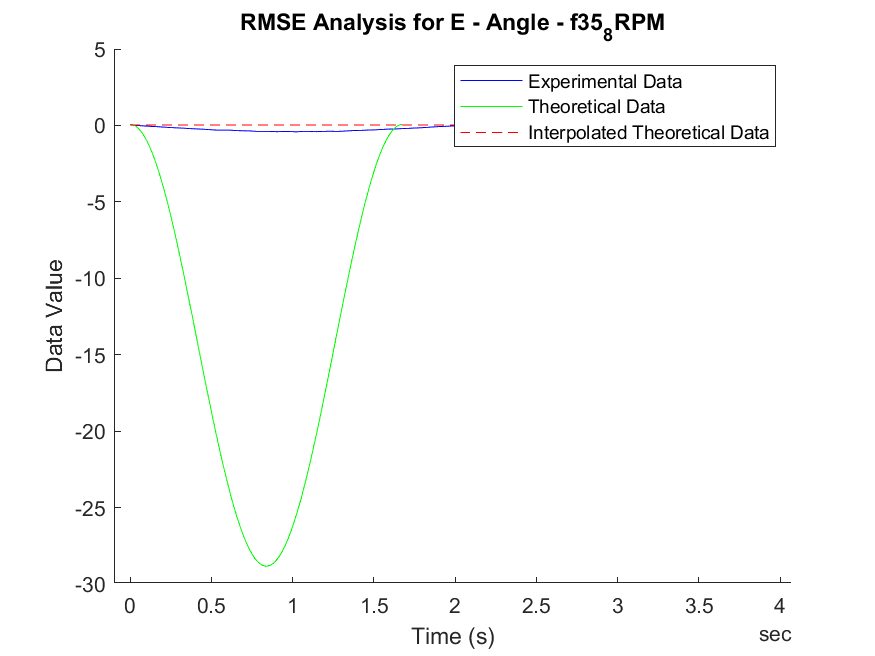 RMSE Analysis for E - Angle - f35₈RPM
Experimental Data
Theoretical Data
Interpolated Theoretical Data
5
0
-5
-10
-15
-20
-25
-30
Data Value
0 0.5 1 1.5 2 2.5 3 3.5 4
sec
Time (s)